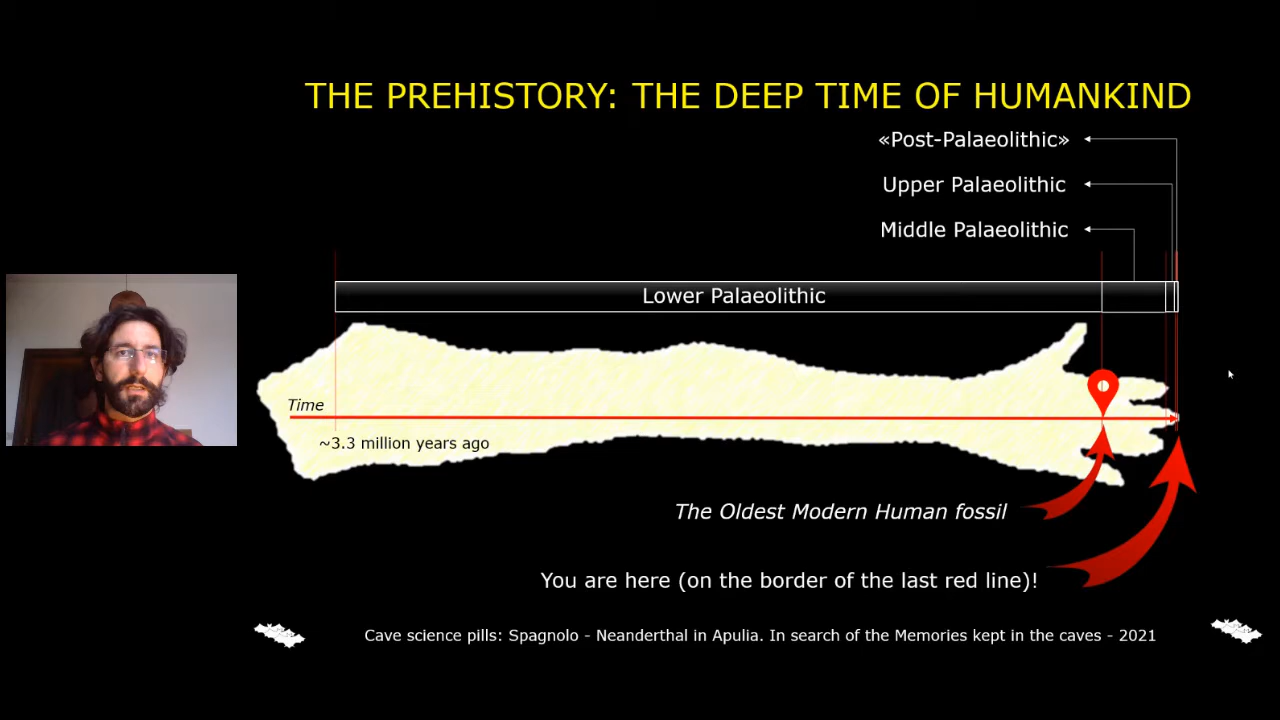 THE PREHISTORY: THE DEEP TIME OF HUMANKIND
«Post-Palaeolithic»
Upper Palaeolithic
Middle Palaeolithic
Lower Palaeolithic
Time
~3.3 million years ago
The Oldest Modern Human fossil
You are here (on the border of the last red line)!
Cave science pills: Spagnolo - Neanderthal in Apulia. In search of the Memories kept in the caves - 2021